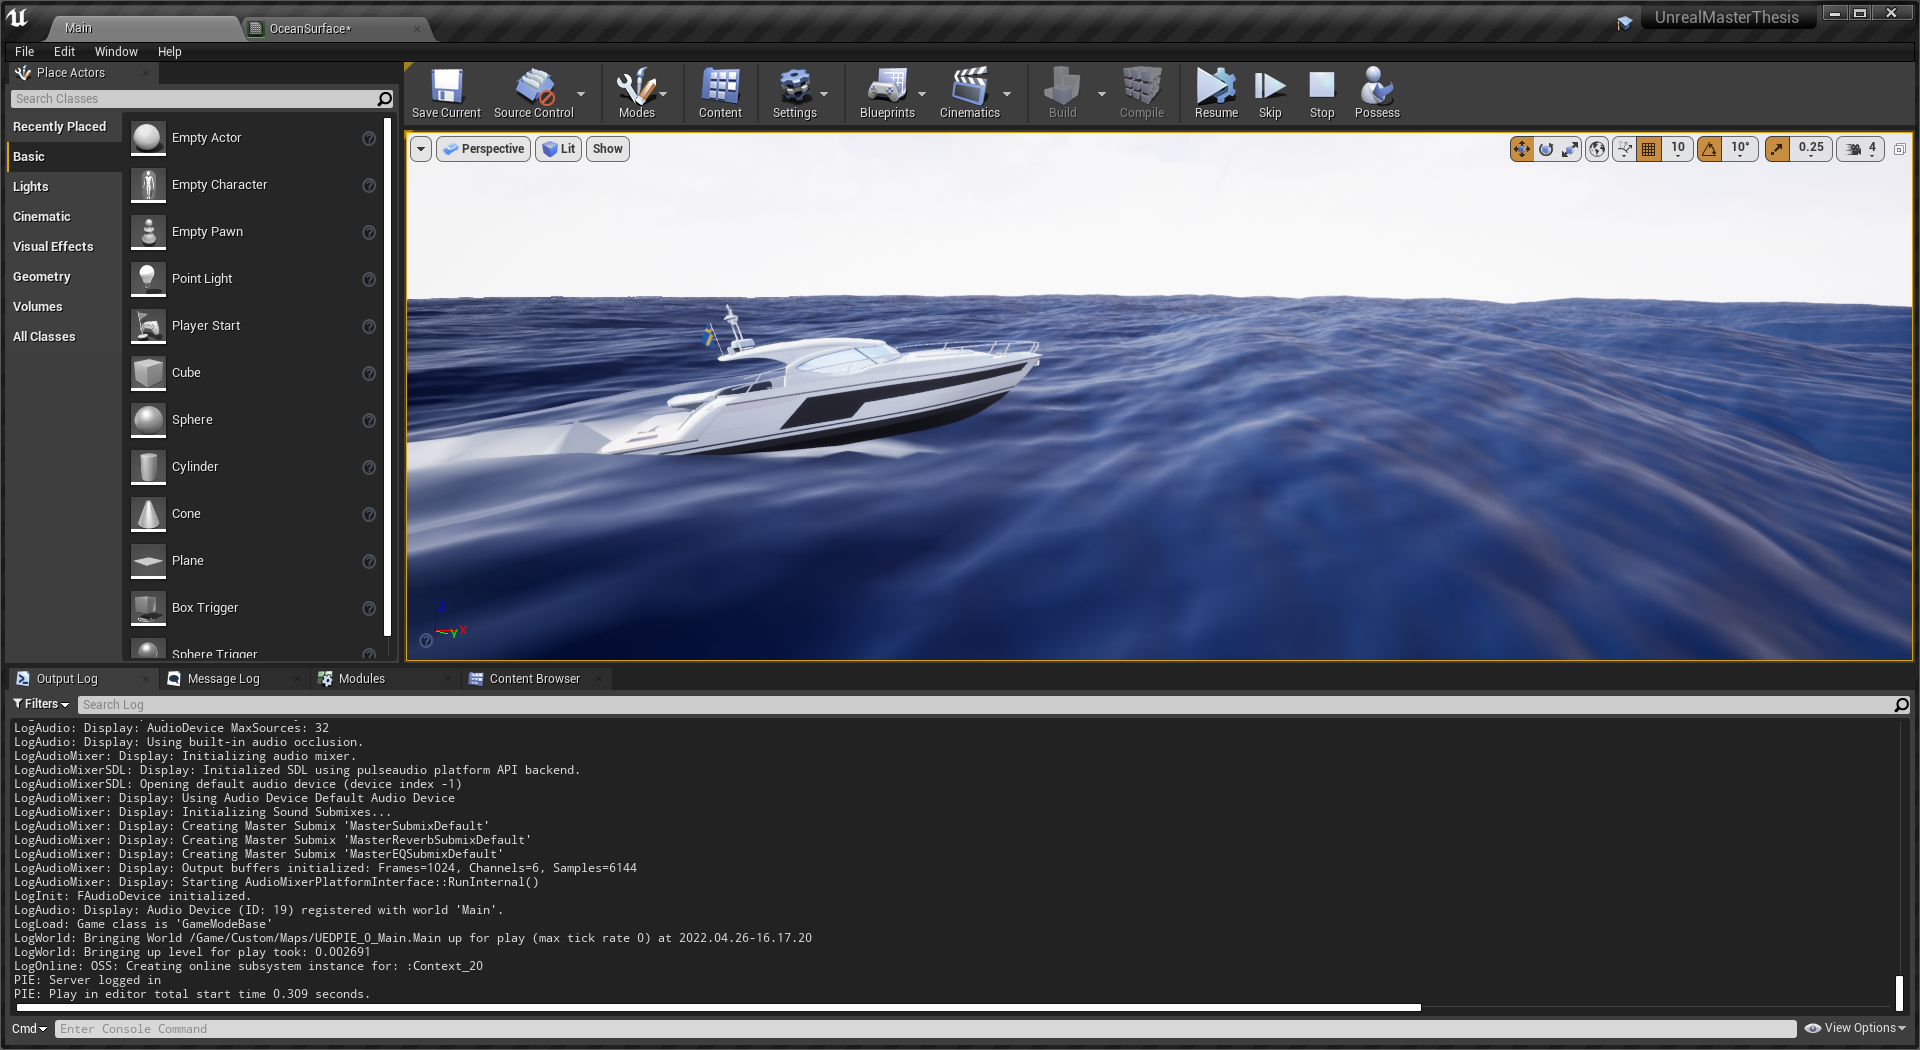 Main
OceanSurface*
UnrealMasterThesis
File Edit Window Help
Place Actors
Search Classes
Recently Placed
Basic
Lights
Cinematic
Visual Effects
Geometry
Volumes
All Classes
Empty Actor
Empty Character
Empty Pawn
Point Light
Player Start
Cube
Sphere
Cylinder
Cone
Plane
Box Trigger
Sphere Trigger
Save Current Source Control Modes Content Settings Blueprints Cinematics Build Compile Resume Skip Stop Possess
Perspective Lit Show
10 10° 0.25 4
Z
Y X
Output Log Message Log Modules Content Browser
Filters Search Log
LogAudio: Display: AudioDevice MaxSources: 32
LogAudio: Display: Using built-in audio occlusion.
LogAudioMixer: Display: Initializing audio mixer.
LogAudioMixerSDL: Display: Initialized SDL using pulseaudio platform API backend.
LogAudioMixerSDL: Opening default audio device (device index -1)
LogAudioMixer: Display: Using Audio Device Default Audio Device
LogAudioMixer: Display: Initializing Sound Submixes...
LogAudioMixer: Display: Creating Master Submix 'MasterSubmixDefault'
LogAudioMixer: Display: Creating Master Submix 'MasterReverbSubmixDefault'
LogAudioMixer: Display: Creating Master Submix 'MasterEQSubmixDefault'
LogAudioMixer: Display: Output buffers initialized: Frames=1024, Channels=6, Samples=6144
LogAudioMixer: Display: Starting AudioMixerPlatformInterface::RunInternal()
LogInit: FAudioDevice initialized.
LogAudio: Display: Audio Device (ID: 19) registered with world 'Main'.
LogLoad: Game class is 'GameModeBase'
LogWorld: Bringing World /Game/Custom/Maps/UEDPIE_0_Main.Main up for play (max tick rate 0) at 2022.04.26-16.17.20
LogWorld: Bringing up level for play took: 0.002691
LogOnline: OSS: Creating online subsystem instance for: :Context_20
PIE: Server logged in
PIE: Play in editor total start time 0.309 seconds.
Cmd Enter Console Command View Options